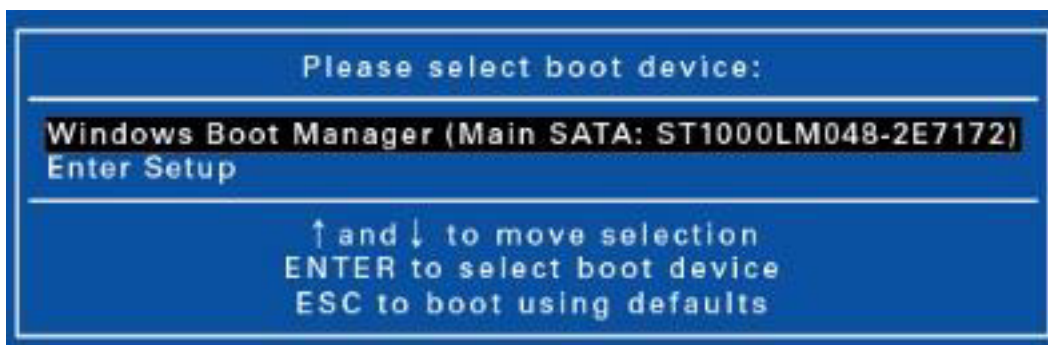 Please select boot device:
Windows Boot Manager (Main SATA: ST1000LM048-2E7172)
Enter Setup
↑ and ↓ to move selection
ENTER to select boot device
ESC to boot using defaults